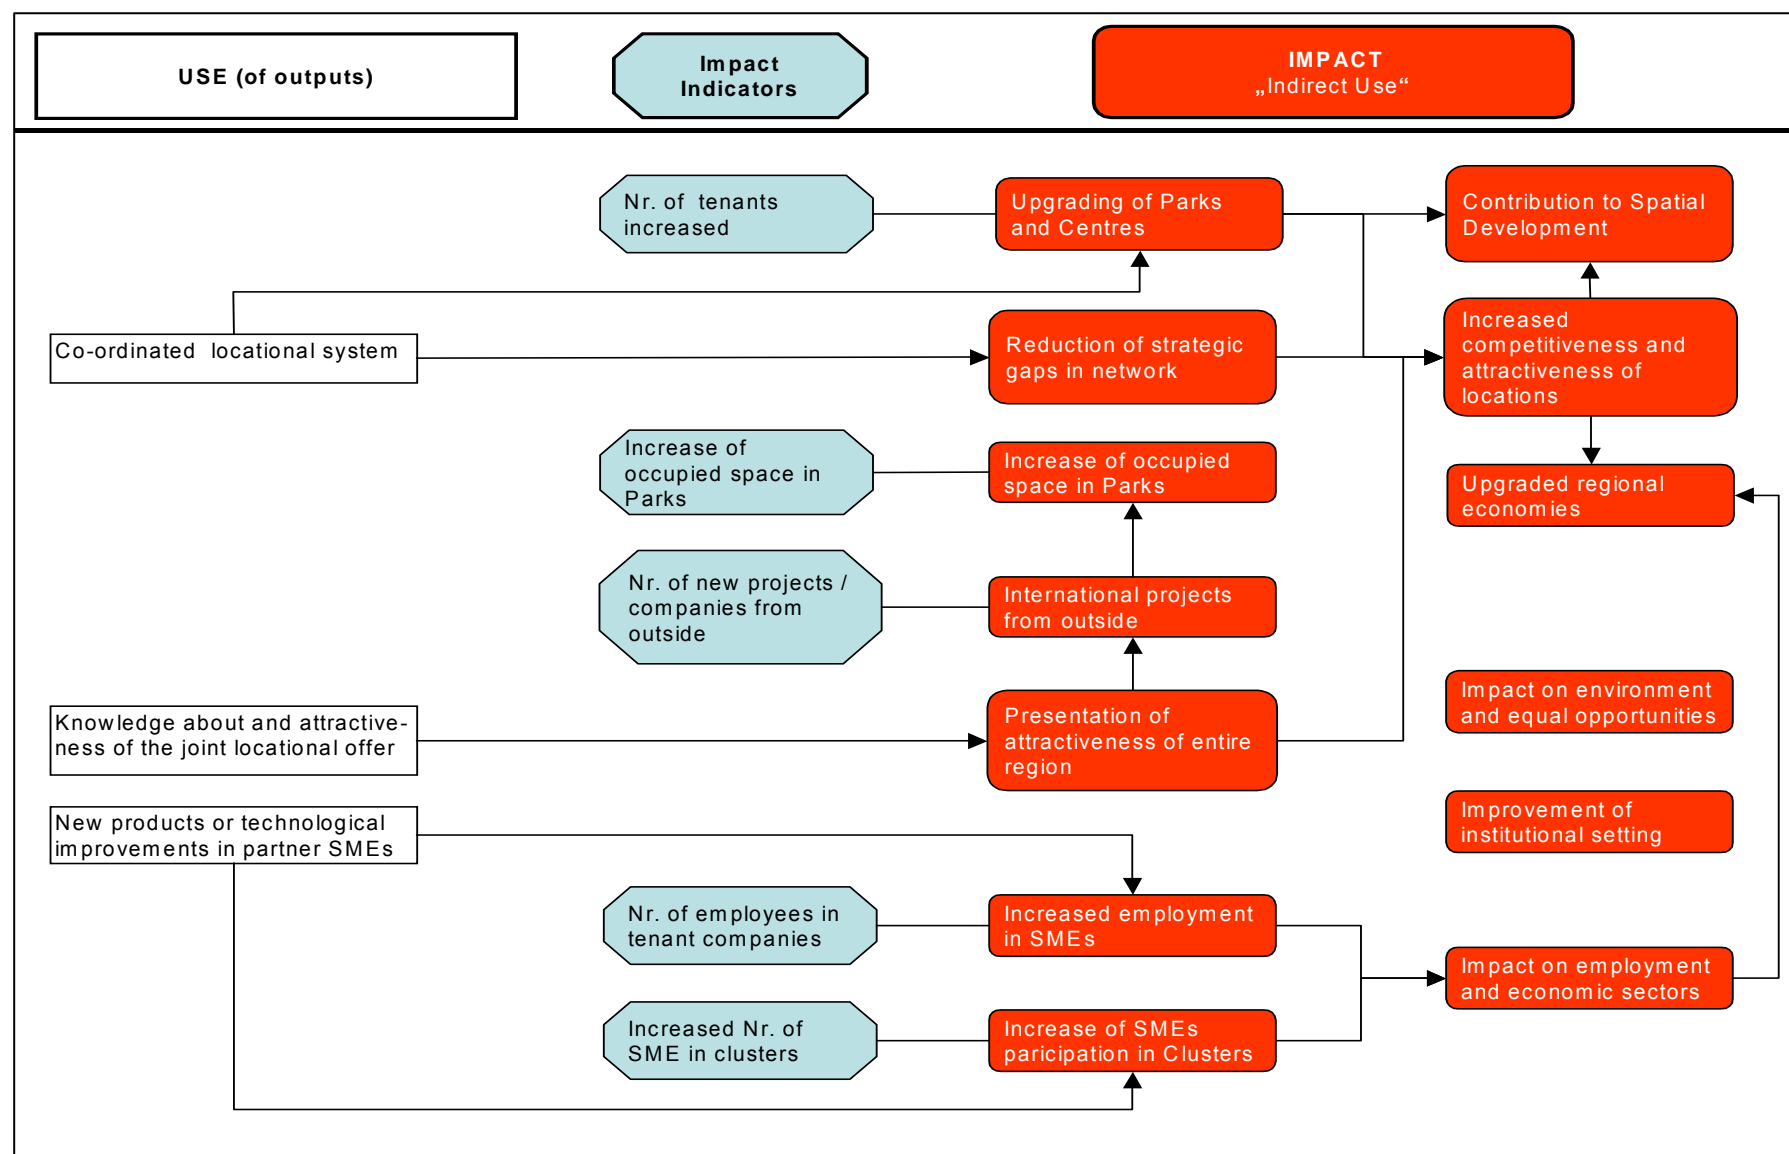 USE (of outputs)
Impact
Indicators
IMPACT
„Indirect Use“
Nr. of tenants
increased
Upgrading of Parks
and Centres
Contribution to Spatial
Development
Co-ordinated locational system
Reduction of strategic
gaps in network
Increased
competitiveness and
attractiveness of
locations
Increase of
occupied space in
Parks
Increase of occupied
space in Parks
Upgraded regional
economies
Nr. of new projects /
companies from
outside
International projects
from outside
Knowledge about and attractive-
ness of the joint locational offer
Presentation of
attractiveness of entire
region
Impact on environment
and equal opportunities
New products or technological
improvements in partner SMEs
Improvement of
institutional setting
Nr. of employees in
tenant companies
Increased employment
in SMEs
Impact on employment
and economic sectors
Increased Nr. of
SME in clusters
Increase of SMEs
paricipation in Clusters